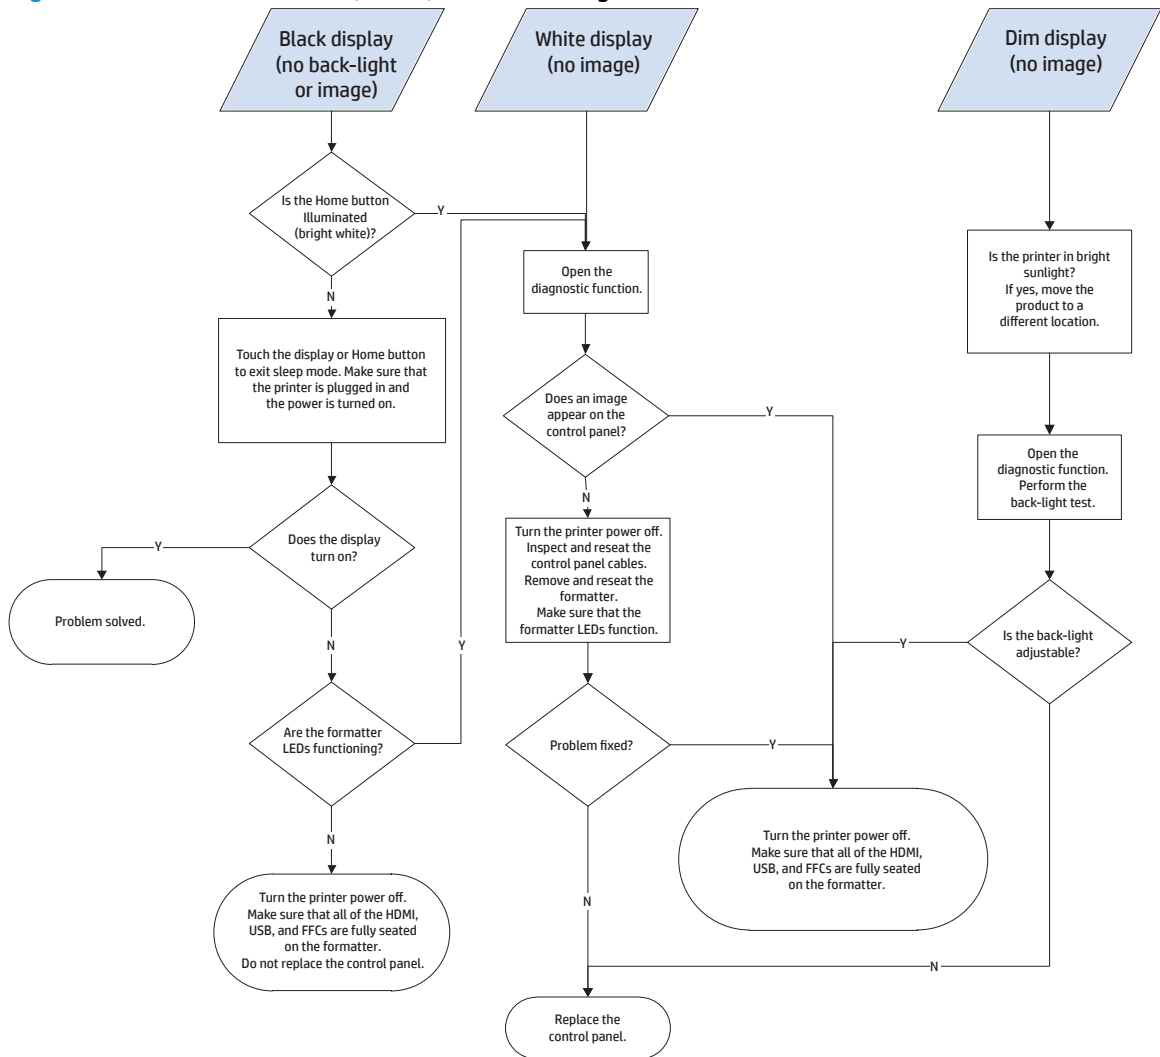 Black display
(no back-light
or image)
White display
(no image)
Dim display
(no image)
Is the Home button
Illuminated
(bright white)?
Y
N
Touch the display or Home button
to exit sleep mode. Make sure that
the printer is plugged in and
the power is turned on.
Does the display
turn on?
Y
Problem solved.
N
Are the formatter
LEDs functioning?
Y
N
Turn the printer power off.
Make sure that all of the HDMI,
USB, and FFCs are fully seated
on the formatter.
Do not replace the control panel.
Open the
diagnostic function.
Does an image
appear on the
control panel?
Y
N
Turn the printer power off.
Inspect and reseat the
control panel cables.
Remove and reseat the
formatter.
Make sure that the
formatter LEDs function.
Problem fixed?
Y
N
Turn the printer power off.
Make sure that all of the HDMI,
USB, and FFCs are fully seated
on the formatter.
Is the printer in bright
sunlight?
If yes, move the
product to a
different location.
Open the
diagnostic function.
Perform the
back-light test.
Is the back-light
adjustable?
Y
N
Replace the
control panel.